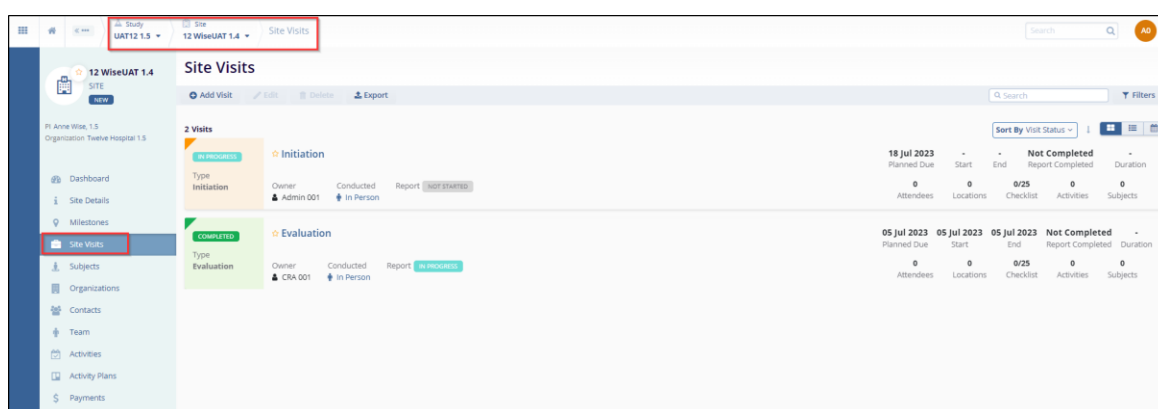 Study
UAT12 1.5
Site
12 WiseUAT 1.4
Site Visits
Search
AO
12 WiseUAT 1.4
SITE
NEW
PI Anne Wise, 1.5
Organization Twelve Hospital 1.5
Dashboard
Site Details
Milestones
Site Visits
Subjects
Organizations
Contacts
Team
Activities
Activity Plans
Payments
Site Visits
Add Visit Edit Delete Export
Search
Filters
2 Visits
Sort By Visit Status
IN PROGRESS
Type
Initiation
Initiation
Owner Conducted Report NOT STARTED
Admin 001 In Person
18 Jul 2023 - - Not Completed -
Planned Due Start End Report Completed Duration
0 0 0/25 0 0
Attendees Locations Checklist Activities Subjects
COMPLETED
Type
Evaluation
Evaluation
Owner Conducted Report IN PROGRESS
CRA 001 In Person
05 Jul 2023 05 Jul 2023 05 Jul 2023 Not Completed -
Planned Due Start End Report Completed Duration
0 0 0/25 0 0
Attendees Locations Checklist Activities Subjects